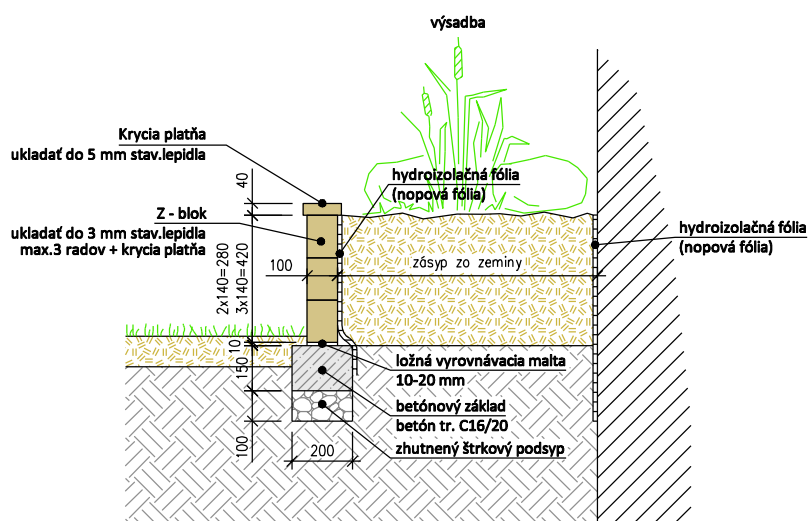 výsadba
Krycia platňa
ukladať do 5 mm stav.lepidla
40
hydroizolačná fólia
(nopová fólia)
Z - blok
ukladať do 3 mm stav.lepidla
max.3 radov + krycia platňa
hydroizolačná fólia
(nopová fólia)
2x140=280
3x140=420
100
zásyp zo zeminy
10
150
100
ložná vyrovnávacia malta
10-20 mm
betónový základ
betón tr. C16/20
zhutnený štrkový podsyp
200